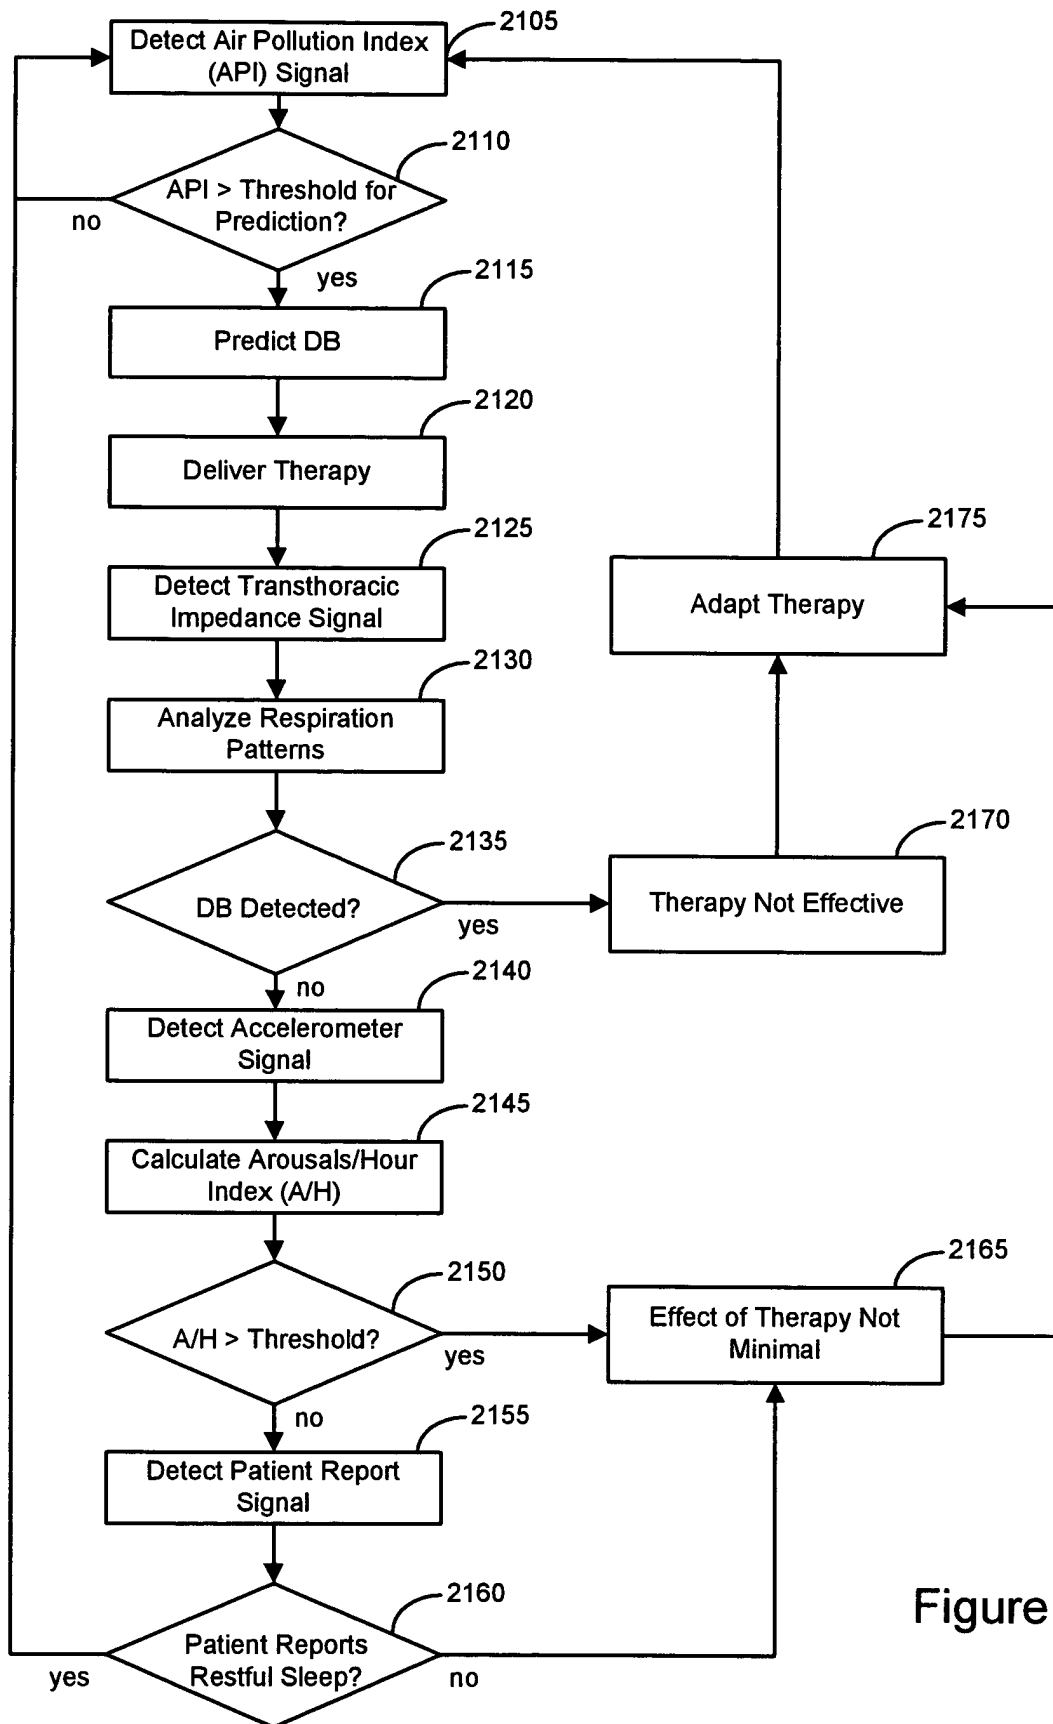 2105
Detect Air Pollution Index
(API) Signal
2110
API > Threshold for
Prediction?
no
yes
2115
Predict DB
2120
Deliver Therapy
2125
Detect Transthoracic
Impedance Signal
2175
Adapt Therapy
2130
Analyze Respiration
Patterns
2135
DB Detected?
yes
2170
Therapy Not Effective
no
2140
Detect Accelerometer
Signal
2145
Calculate Arousals/Hour
Index (A/H)
2150
A/H > Threshold?
yes
2165
Effect of Therapy Not
Minimal
no
2155
Detect Patient Report
Signal
2160
Patient Reports
Restful Sleep?
yes
no
Figure